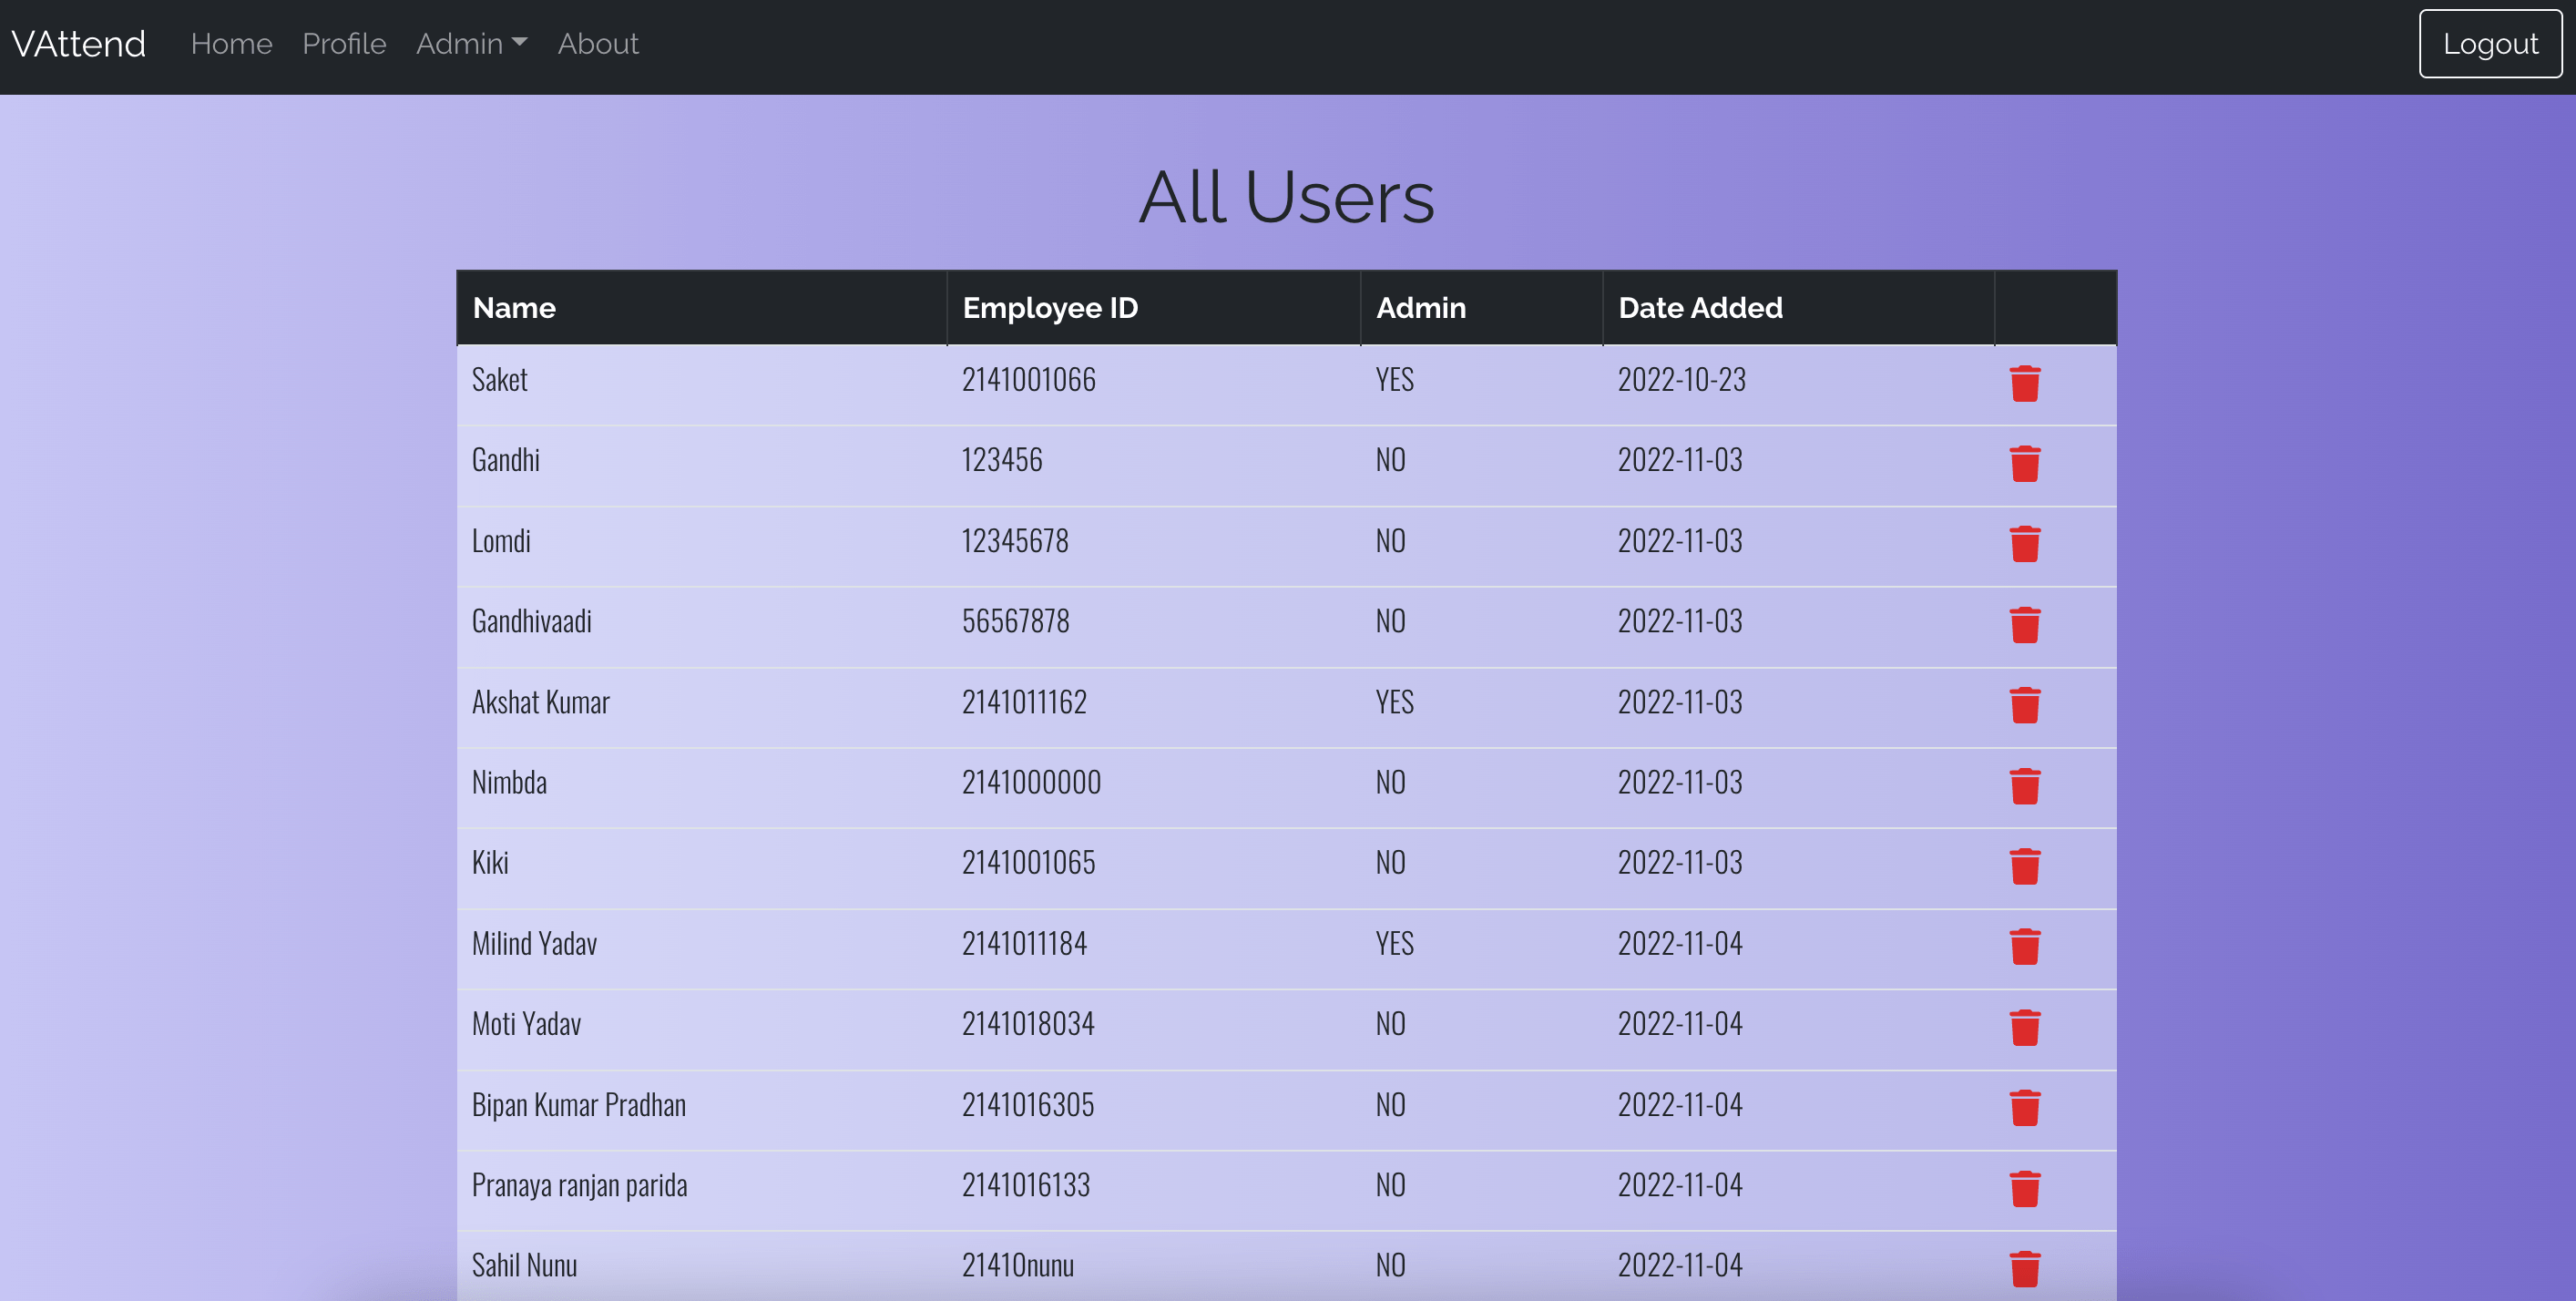 VAttend Home Profile Admin About Logout
All Users
Name Employee ID Admin Date Added
Saket 2141001066 YES 2022-10-23
Gandhi 123456 NO 2022-11-03
Lomdi 12345678 NO 2022-11-03
Gandhivaadi 56567878 NO 2022-11-03
Akshat Kumar 2141011162 YES 2022-11-03
Nimbda 2141000000 NO 2022-11-03
Kiki 2141001065 NO 2022-11-03
Milind Yadav 2141011184 YES 2022-11-04
Moti Yadav 2141018034 NO 2022-11-04
Bipan Kumar Pradhan 2141016305 NO 2022-11-04
Pranaya ranjan parida 2141016133 NO 2022-11-04
Sahil Nunu 21410nunu NO 2022-11-04